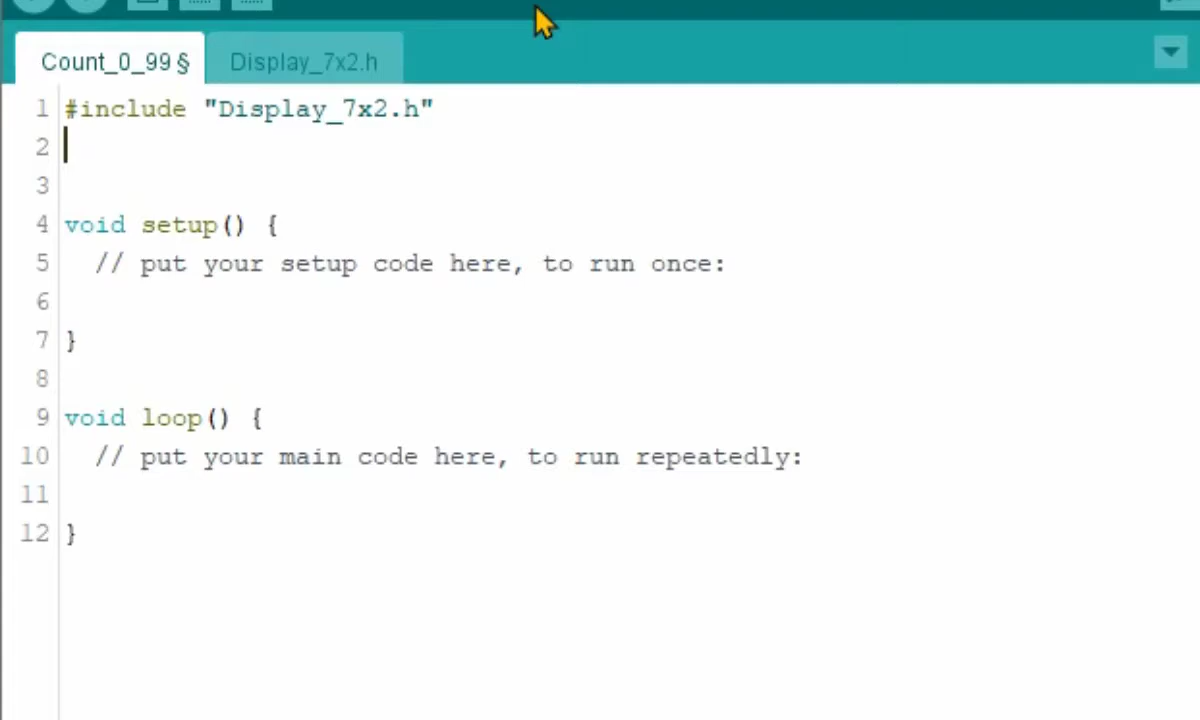 Count_0_99 § Display_7x2.h
1 #include "Display_7x2.h"
2
3
4 void setup() {
5 // put your setup code here, to run once:
6
7 }
8
9 void loop() {
10 // put your main code here, to run repeatedly:
11
12 }